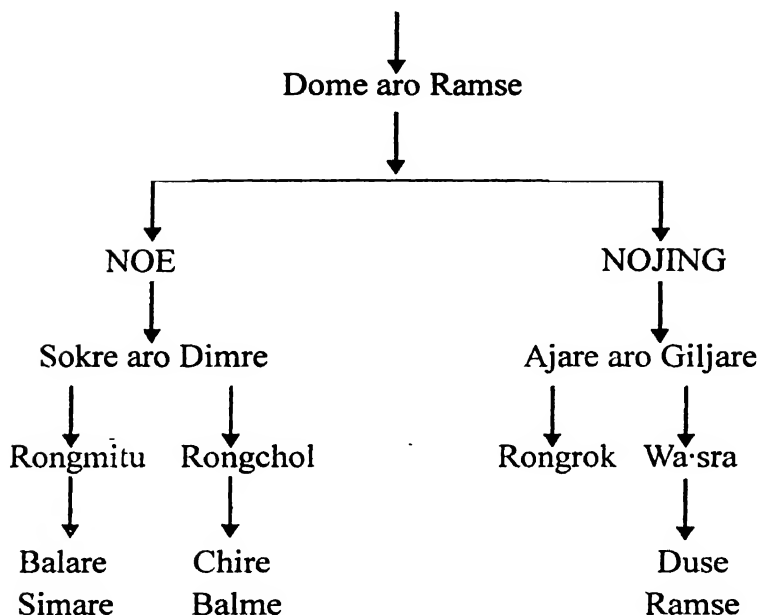 Dome aro Ramse
NOE NOJING
Sokre aro Dimre Ajare aro Giljare
Rongmitu Rongchol Rongrok Wa·sra
Balare Chire Duse
Simare Balme Ramse